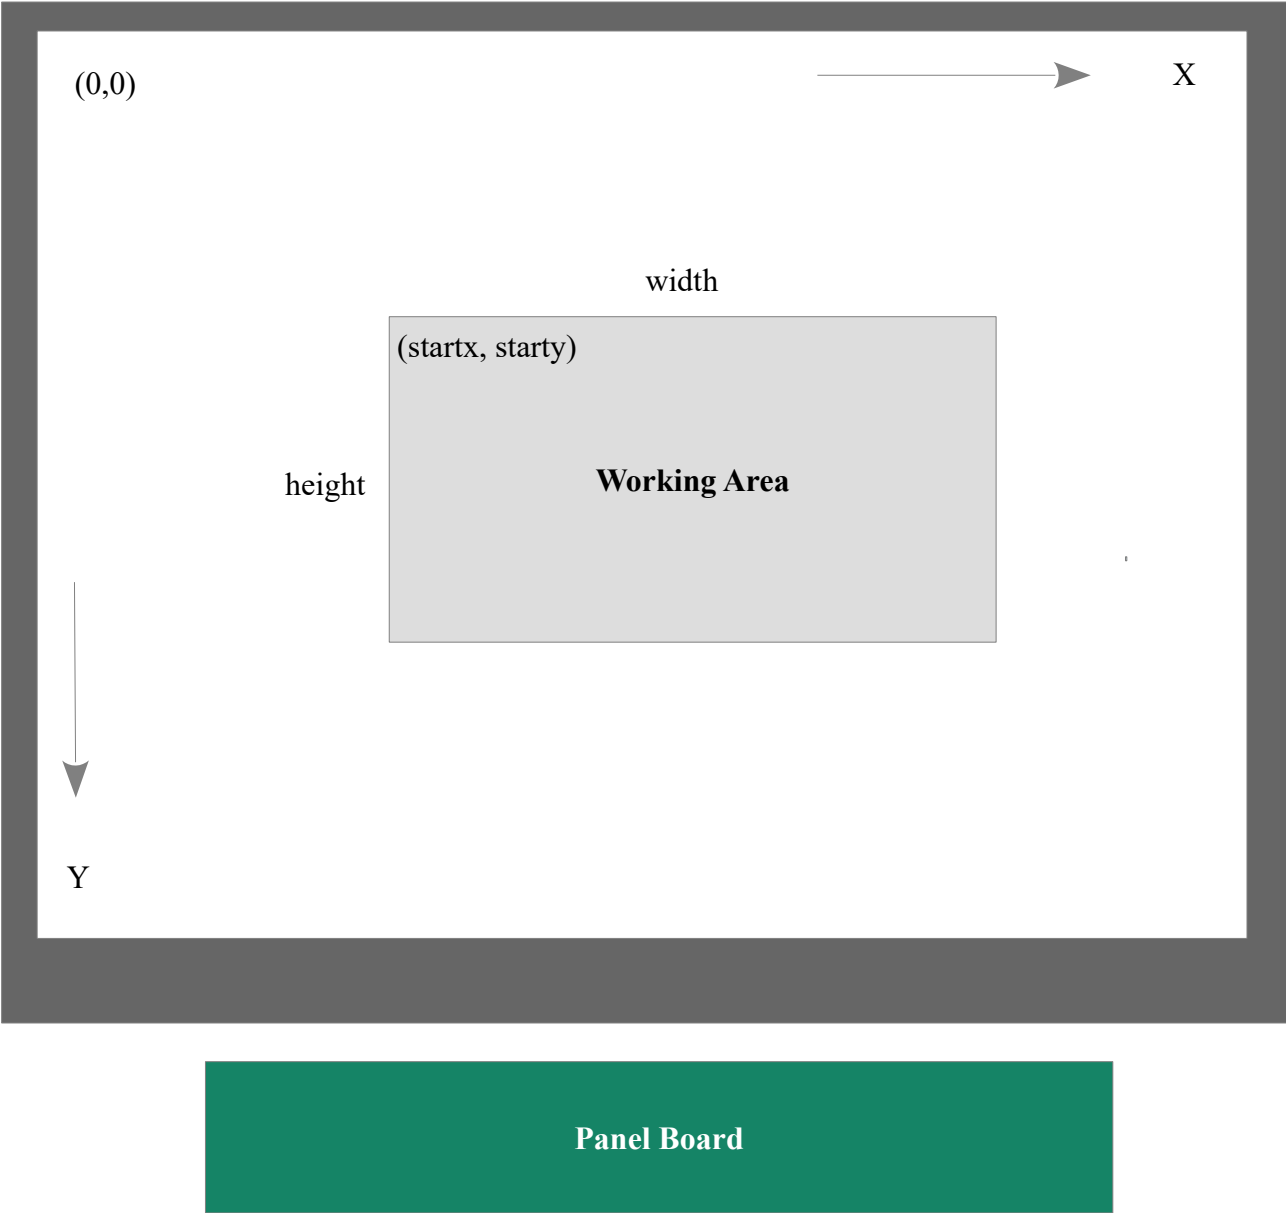 (0,0)
X
width
(startx, starty)
height
Working Area
Y
Panel Board